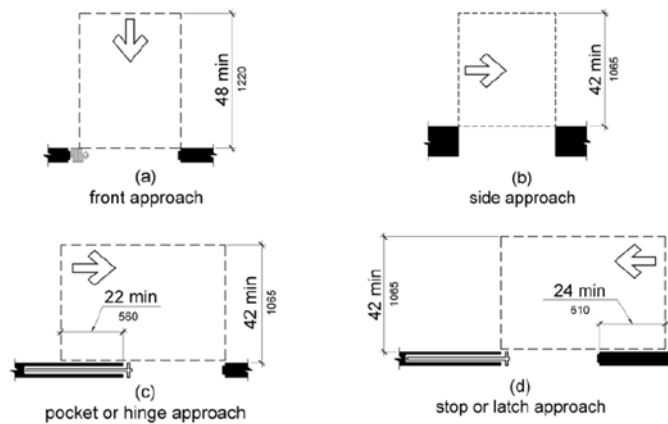 48 min
1220
(a)
front approach
42 min
1065
(b)
side approach
22 min
560
42 min
1065
(c)
pocket or hinge approach
42 min
1065
24 min
610
(d)
stop or latch approach